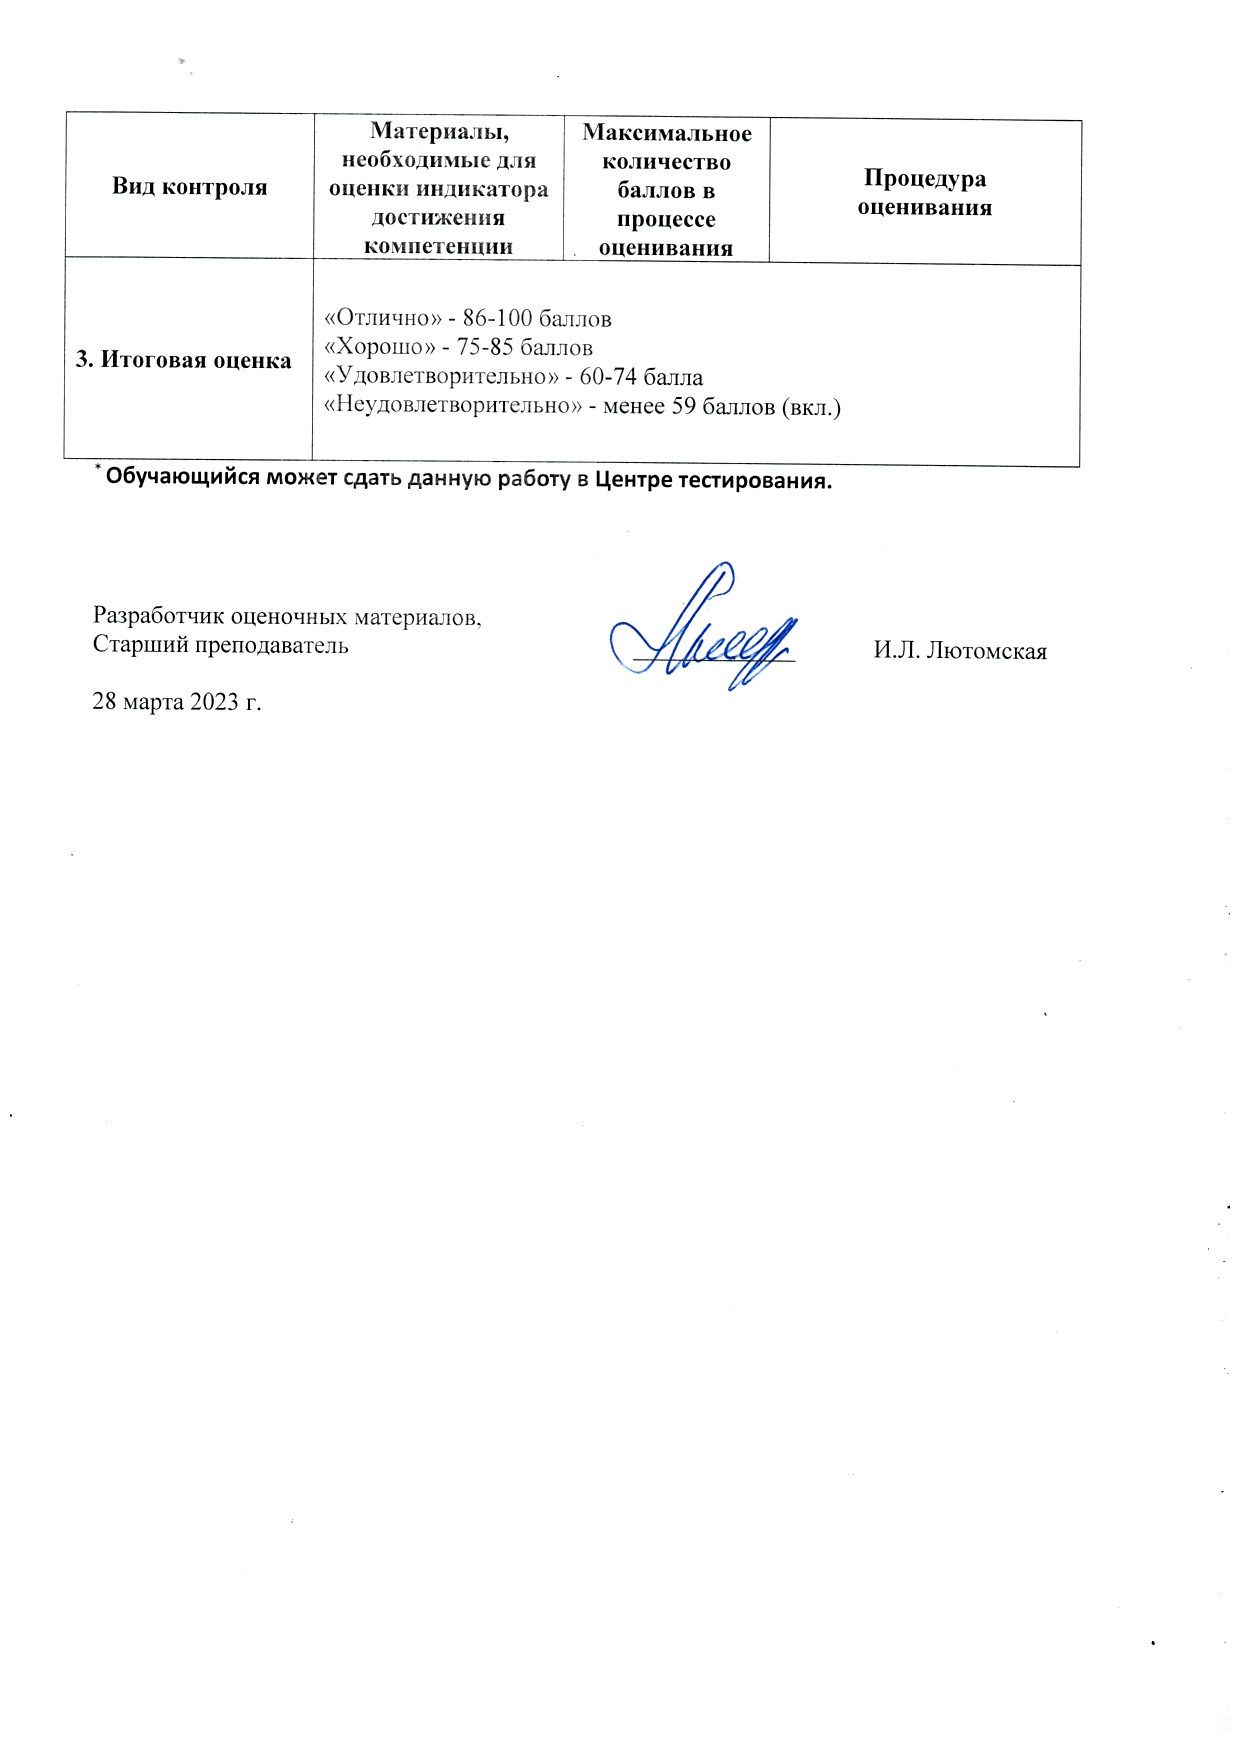 Вид контроля
Материалы,
необходимые для
оценки индикатора
достижения
компетенции
Максимальное
количество
баллов в
процессе
оценивания
Процедура
оценивания
3. Итоговая оценка
«Отлично» - 86-100 баллов
«Хорошо» - 75-85 баллов
«Удовлетворительно» - 60-74 балла
«Неудовлетворительно» - менее 59 баллов (вкл.)
* Обучающийся может сдать данную работу в Центре тестирования.
Разработчик оценочных материалов,
Старший преподаватель
И.Л. Лютомская
28 марта 2023 г.